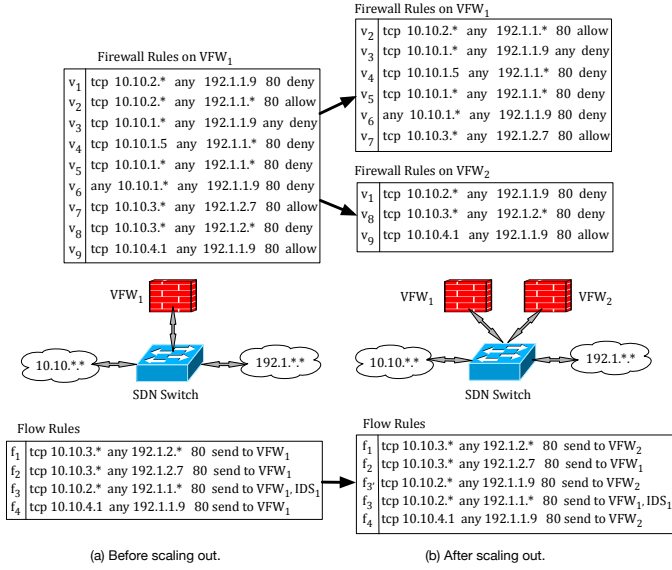 Firewall Rules on VFW1
v1 tcp 10.10.2.* any 192.1.1.9 80 deny
v2 tcp 10.10.2.* any 192.1.1.* 80 allow
v3 tcp 10.10.1.* any 192.1.1.9 any deny
v4 tcp 10.10.1.5 any 192.1.1.* 80 deny
v5 tcp 10.10.1.* any 192.1.1.* 80 deny
v6 any 10.10.1.* any 192.1.1.9 80 deny
v7 tcp 10.10.3.* any 192.1.2.7 80 allow
v8 tcp 10.10.3.* any 192.1.2.* 80 deny
v9 tcp 10.10.4.1 any 192.1.1.9 80 allow
VFW1
10.10.*.*
192.1.*.*
SDN Switch
Flow Rules
f1 tcp 10.10.3.* any 192.1.2.* 80 send to VFW1
f2 tcp 10.10.3.* any 192.1.2.7 80 send to VFW1
f3 tcp 10.10.2.* any 192.1.1.* 80 send to VFW1, IDS1
f4 tcp 10.10.4.1 any 192.1.1.9 80 send to VFW1
(a) Before scaling out.
Firewall Rules on VFW1
v2 tcp 10.10.2.* any 192.1.1.* 80 allow
v3 tcp 10.10.1.* any 192.1.1.9 any deny
v4 tcp 10.10.1.5 any 192.1.1.* 80 deny
v5 tcp 10.10.1.* any 192.1.1.* 80 deny
v6 any 10.10.1.* any 192.1.1.9 80 deny
v7 tcp 10.10.3.* any 192.1.2.7 80 allow
Firewall Rules on VFW2
v1 tcp 10.10.2.* any 192.1.1.9 80 deny
v8 tcp 10.10.3.* any 192.1.2.* 80 deny
v9 tcp 10.10.4.1 any 192.1.1.9 80 allow
VFW1
VFW2
10.10.*.*
192.1.*.*
SDN Switch
Flow Rules
f1 tcp 10.10.3.* any 192.1.2.* 80 send to VFW2
f2 tcp 10.10.3.* any 192.1.2.7 80 send to VFW1
f3' tcp 10.10.2.* any 192.1.1.9 80 send to VFW2
f3 tcp 10.10.2.* any 192.1.1.* 80 send to VFW1, IDS1
f4 tcp 10.10.4.1 any 192.1.1.9 80 send to VFW2
(b) After scaling out.